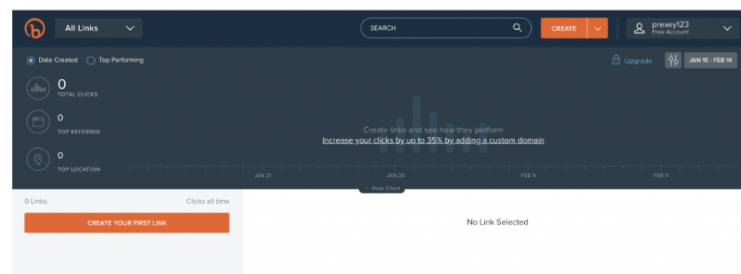 All Links
SEARCH
CREATE
prexey123
Free Account
Date Created
Top Performing
Upgrade
JAN 15 - FEB 14
0
TOTAL CLICKS
0
TOP REFERRER
0
TOP LOCATION
Create links and see how they perform
Increase your clicks by up to 35% by adding a custom domain
JAN 21
JAN 28
FEB 4
FEB 11
Hide Chart
0 Links
Clicks all time
CREATE YOUR FIRST LINK
No Link Selected